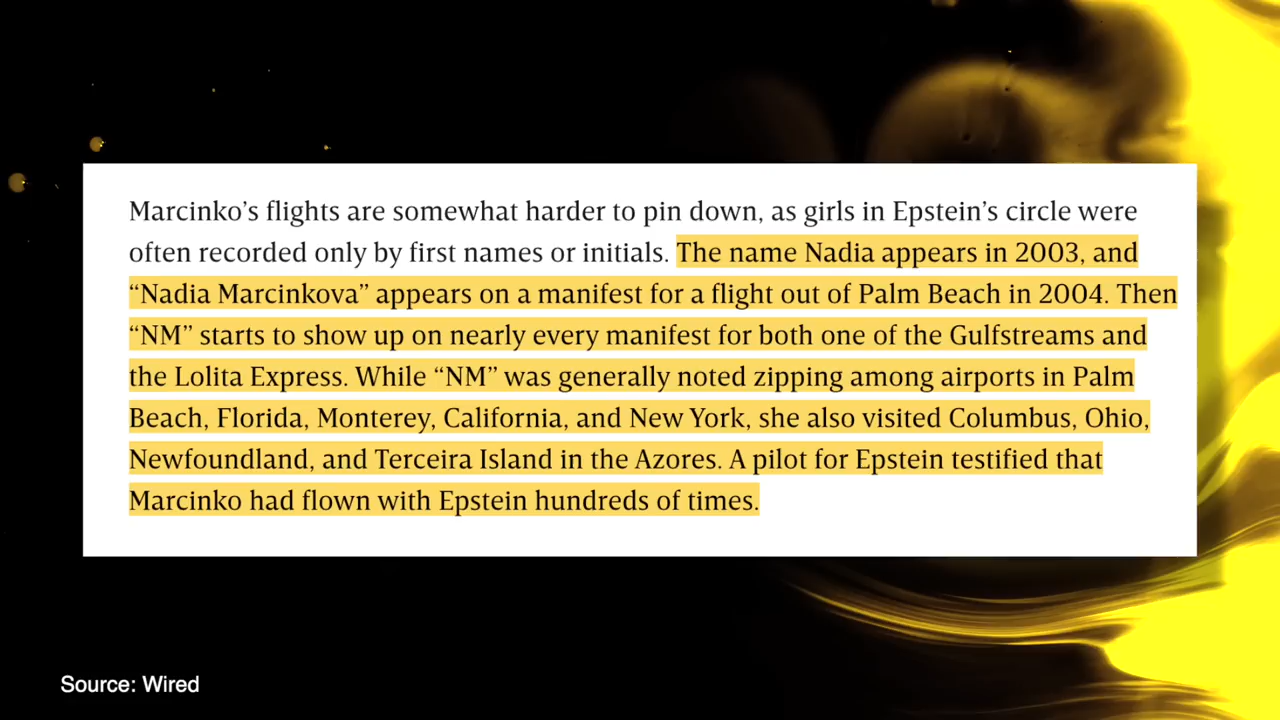 Marcinko’s flights are somewhat harder to pin down, as girls in Epstein’s circle were
often recorded only by first names or initials. The name Nadia appears in 2003, and
“Nadia Marcinkova” appears on a manifest for a flight out of Palm Beach in 2004. Then
“NM” starts to show up on nearly every manifest for both one of the Gulfstreams and
the Lolita Express. While “NM” was generally noted zipping among airports in Palm
Beach, Florida, Monterey, California, and New York, she also visited Columbus, Ohio,
Newfoundland, and Terceira Island in the Azores. A pilot for Epstein testified that
Marcinko had flown with Epstein hundreds of times.
Source: Wired